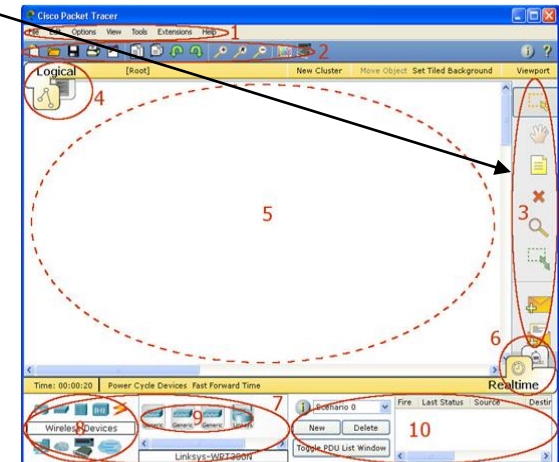 Cisco Packet Tracer
File Edit Options View Tools Extensions Help 1
2
Logical [Root] New Cluster Move Object Set Tiled Background Viewport
4
3
5
6
Realtime
Time: 00:00:20 Power Cycle Devices Fast Forward Time
7
Scenario 0
Fire Last Status Source Destin
9
Generic Generic Generic Linksys
Wireless Devices
8
New Delete
10
Toggle PDU List Window
Linksys-WRT300N